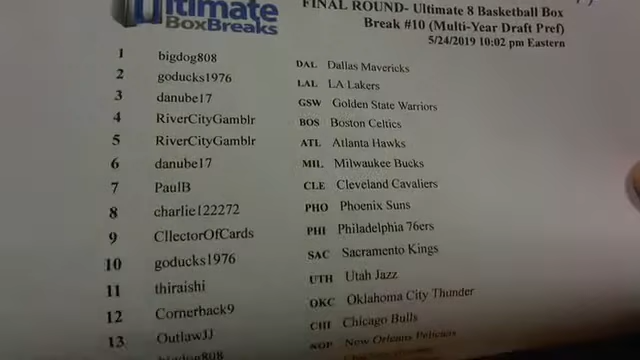 Ultimate
BoxBreaks
FINAL ROUND- Ultimate 8 Basketball Box
Break #10 (Multi-Year Draft Pref)
5/24/2019 10:02 pm Eastern
1 bigdog808 DAL Dallas Mavericks
2 goducks1976 LAL LA Lakers
3 danube17 GSW Golden State Warriors
4 RiverCityGamblr BOS Boston Celtics
5 RiverCityGamblr ATL Atlanta Hawks
6 danube17 MIL Milwaukee Bucks
7 PaulB CLE Cleveland Cavaliers
8 charlie122272 PHO Phoenix Suns
9 CllectorOfCards PHI Philadelphia 76ers
10 goducks1976 SAC Sacramento Kings
11 thiraishi UTH Utah Jazz
12 Cornerback9 OKC Oklahoma City Thunder
13 OutlawJJ CHI Chicago Bulls
bigdog808 NOP New Orleans Pelicans